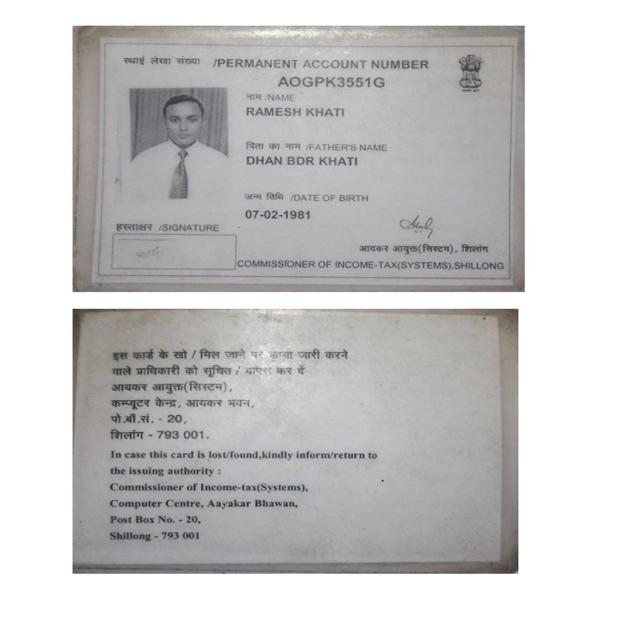 स्थाई लेखा संख्या /PERMANENT ACCOUNT NUMBER
AOGPK3551G
नाम /NAME
RAMESH KHATI
पिता का नाम /FATHER'S NAME
DHAN BDR KHATI
जन्म तिथि /DATE OF BIRTH
07-02-1981
हस्ताक्षर /SIGNATURE
आयकर आयुक्त(सिस्टम), शिलांग
COMMISSIONER OF INCOME-TAX(SYSTEMS),SHILLONG
इस कार्ड के खो / मिल जाने पर कृपया जारी करने
वाले प्राधिकारी को सूचित / वापस कर दें
आयकर आयुक्त(सिस्टम),
कम्प्यूटर केन्द्र, आयकर भवन,
पो.बॉ.सं. - 20,
शिलांग - 793 001.
In case this card is lost/found,kindly inform/return to
the issuing authority :
Commissioner of Income-tax(Systems),
Computer Centre, Aayakar Bhawan,
Post Box No. - 20,
Shillong - 793 001